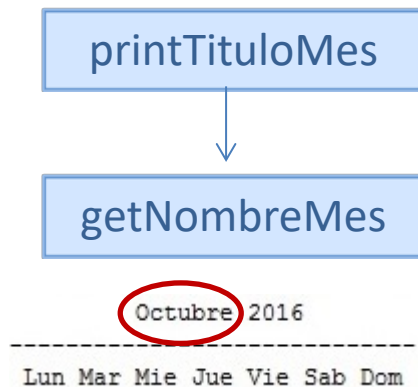 printTituloMes
getNombreMes
Octubre 2016
-----------------------------
Lun Mar Mie Jue Vie Sab Dom